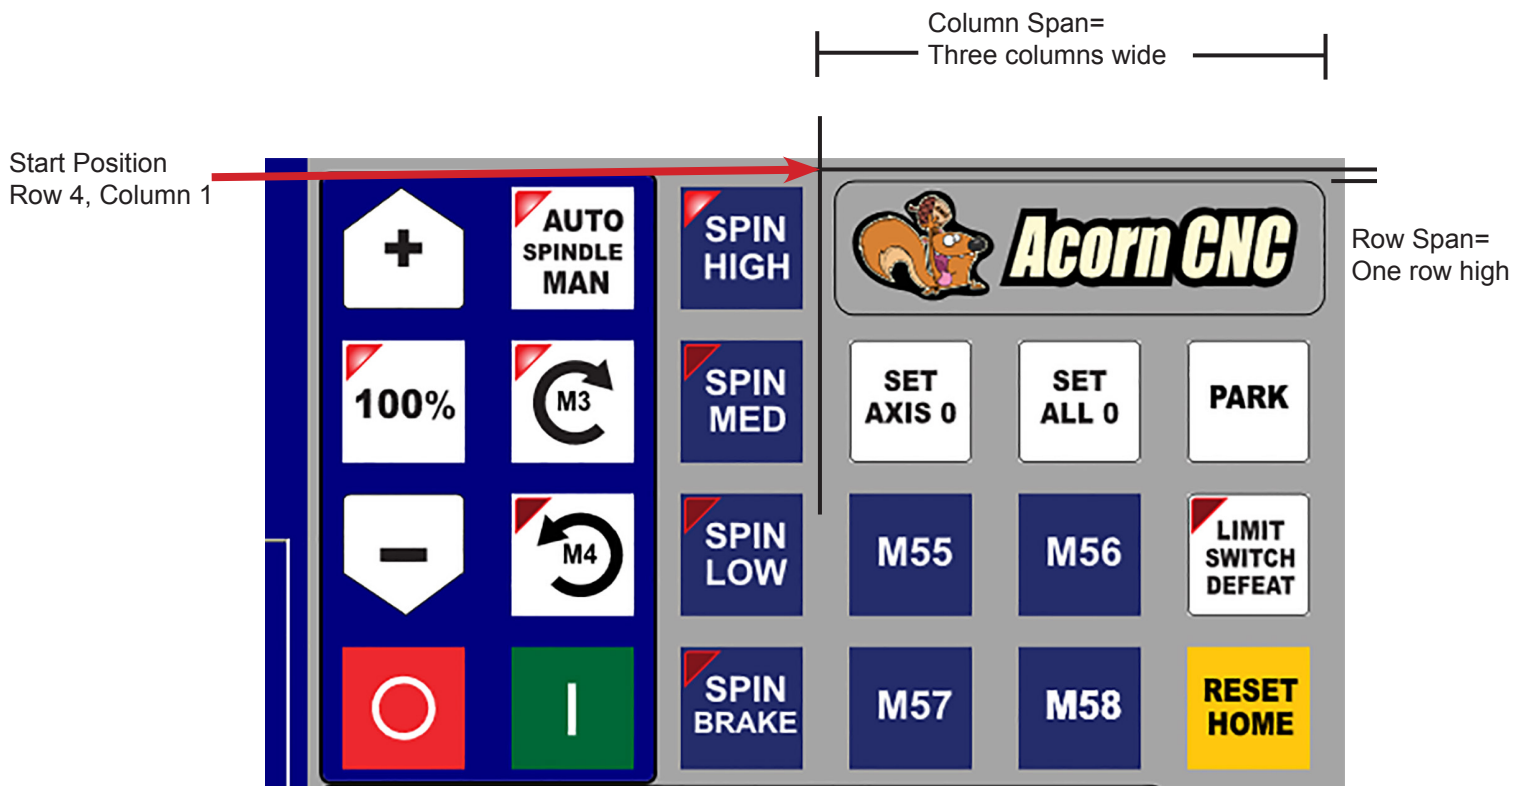 Column Span=
Three columns wide
Start Position
Row 4, Column 1
Row Span=
One row high
+
AUTO
SPINDLE
MAN
SPIN
HIGH
Acorn CNC
100%
M3
SPIN
MED
SET
AXIS 0
SET
ALL 0
PARK
M4
SPIN
LOW
M55
M56
LIMIT
SWITCH
DEFEAT
SPIN
BRAKE
M57
M58
RESET
HOME